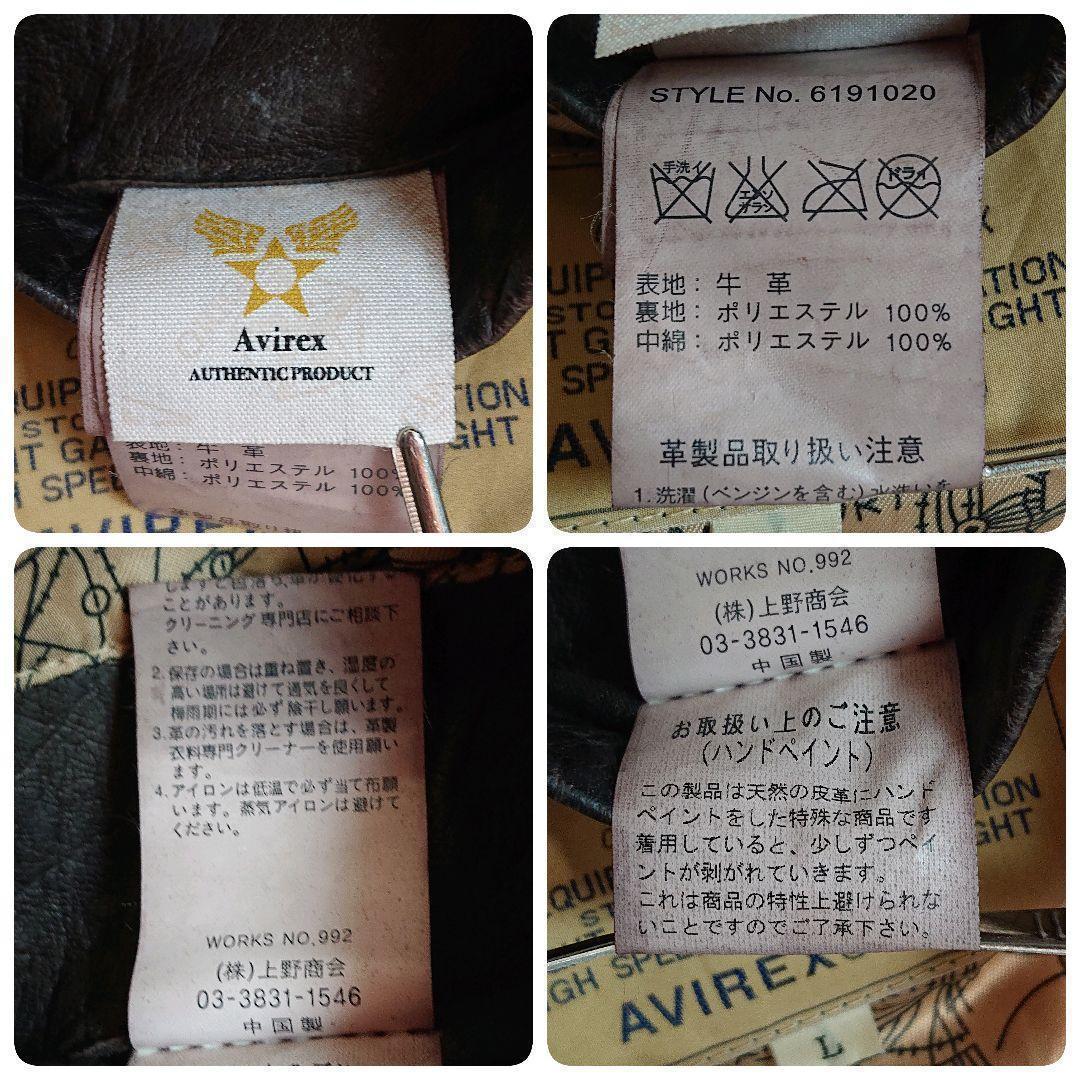 Avirex
AUTHENTIC PRODUCT
表地: 牛 革
裏地: ポリエステル 100%
中綿: ポリエステル 100%
AVIREX
STYLE No. 6191020
手洗イ
エンソ
オラシ
ドライ
表地: 牛 革
裏地: ポリエステル 100%
中綿: ポリエステル 100%
革製品取り扱い注意
1. 洗濯 (ベンジンを含む) 水洗いを
ことがあります。
クリーニング専門店にご相談下
さい。
2. 保存の場合は重ね置き、温度の
高い場所は避けて通気を良くして
梅雨期には必ず陰干し願います。
3. 革の汚れを落とす場合は、革製
衣料専門クリーナーを使用願い
ます。
4. アイロンは低温で必ず当て布願
います。蒸気アイロンは避けて
ください。
WORKS NO.992
(株)上野商会
03-3831-1546
中国製
WORKS NO.992
(株)上野商会
03-3831-1546
中国製
お取扱い上のご注意
(ハンドペイント)
この製品は天然の皮革にハンド
ペイントをした特殊な商品です
着用していると、少しずつペイ
ントが剥がれていきます。
これは商品の特性上避けられな
いことですのでご了承下さい。
AVIREX
L